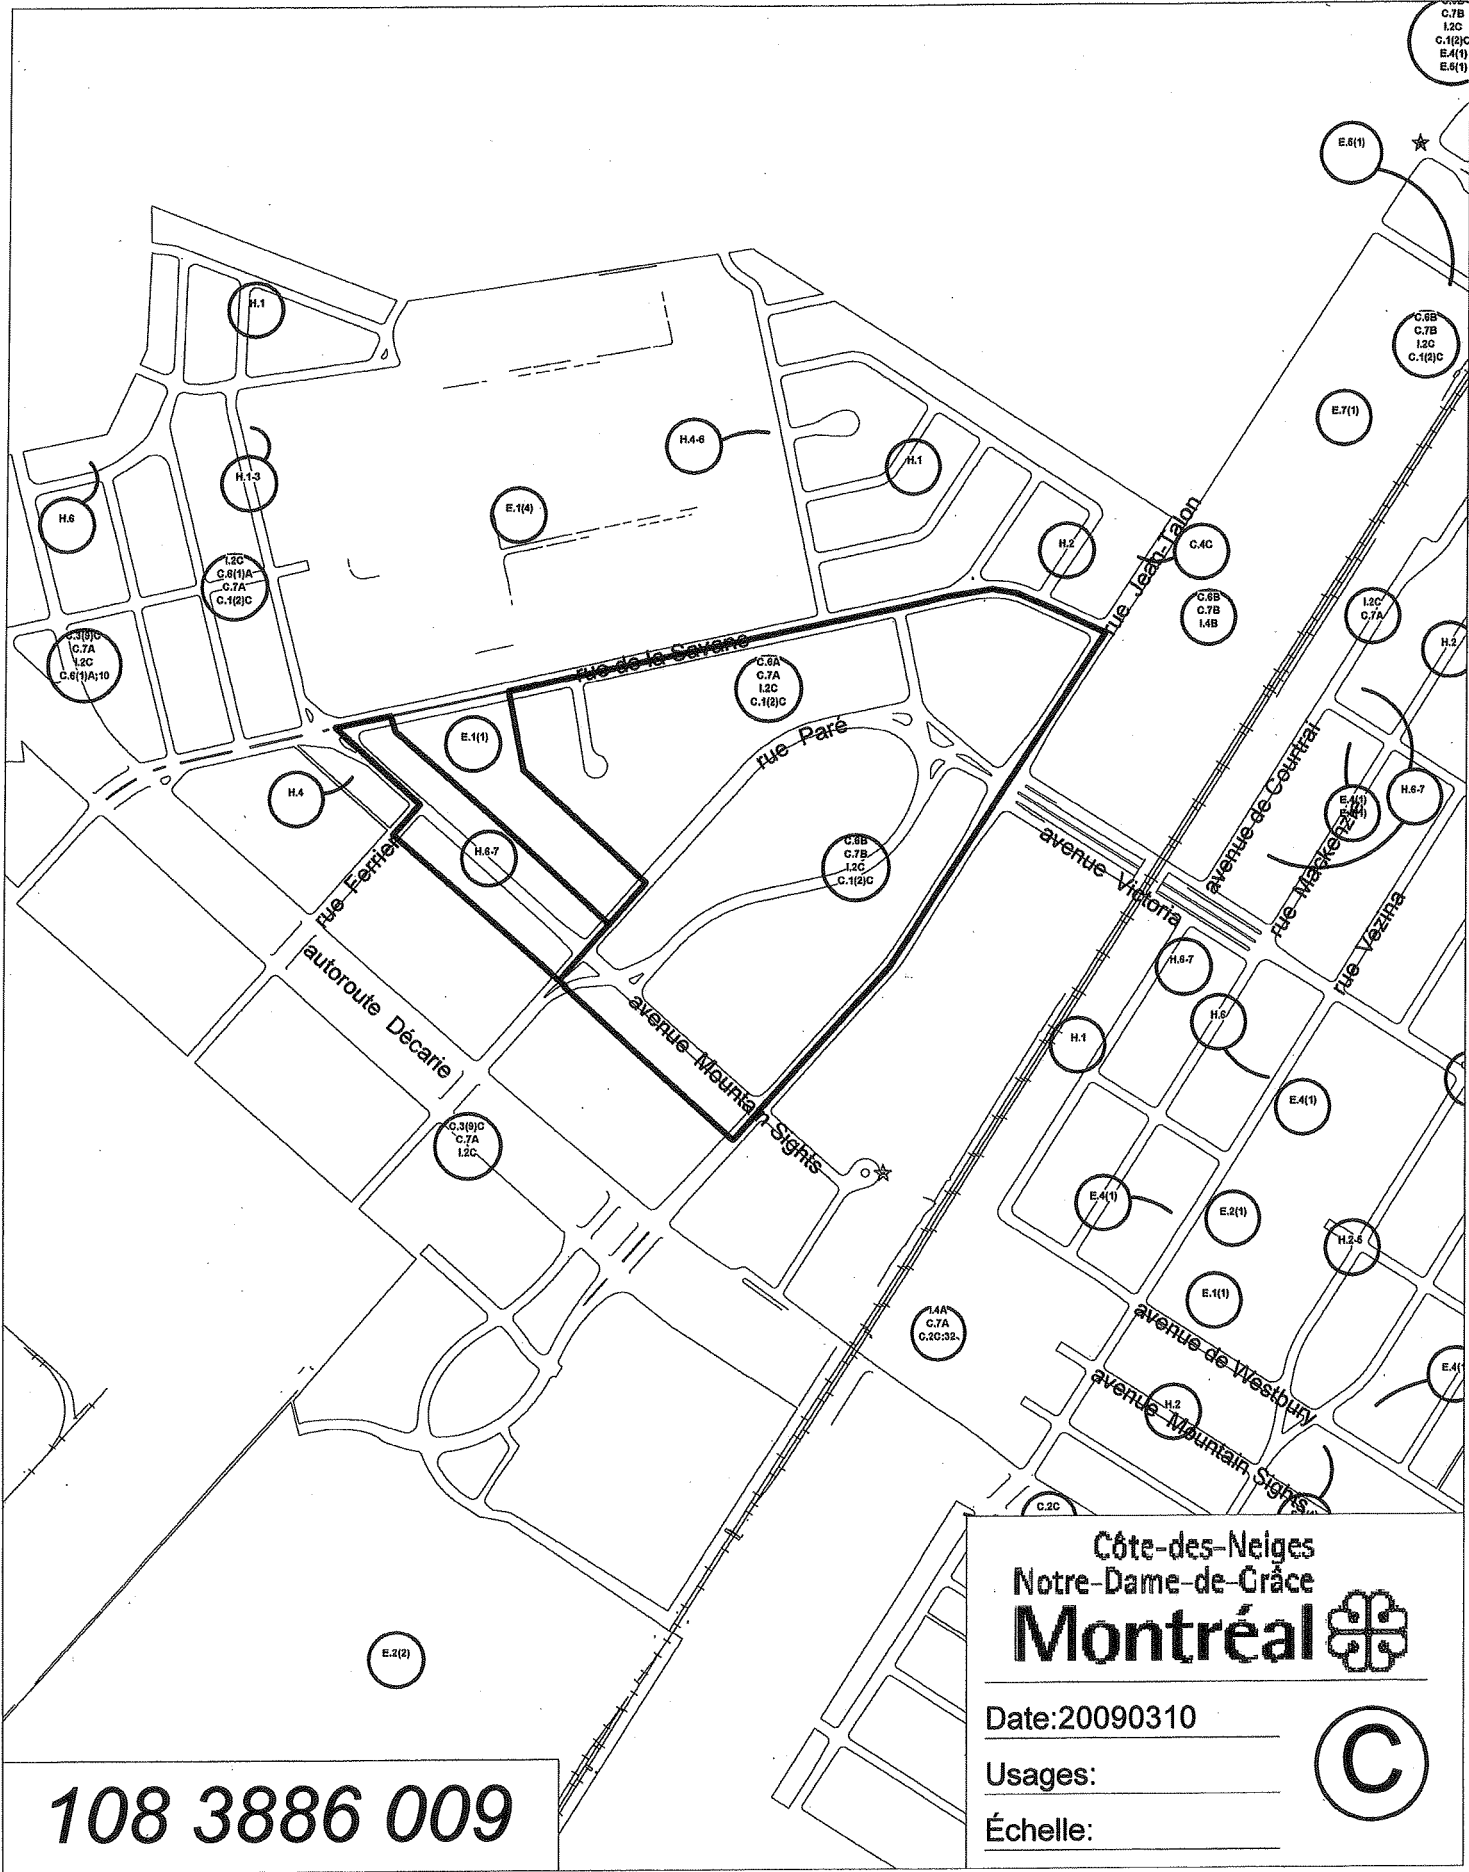 C.7B
I.2C
C.1(2)C
E.4(1)
E.6(1)
E.5(1)
H.1
C.6B
C.7B
I.2C
C.1(2)C
E.7(1)
H.4-6
H.1
H.1-3
H.6
E.1(4)
H.2
rue Jean-Talon
C.4C
I.2C
C.6(1)A
C.7A
C.1(2)C
C.6B
C.7B
I.4B
I.2C
C.7A
H.2
C.3(9)C
C.7A
I.2C
C.6(1)A;10
rue de la Savane
C.6A
C.7A
I.2C
C.1(2)C
E.1(1)
rue Paré
H.4
avenue de Courtrai
H.6-7
E.4(1)
rue Mackenzie
H.6-7
rue Ferrier
C.6B
C.7B
I.2C
C.1(2)C
avenue Victoria
rue Vézina
autoroute Décarie
H.6-7
H.6
H.1
avenue Mountain Sights
E.4(1)
C.3(9)C
C.7A
I.2C
E.4(1)
E.2(1)
H.2-5
E.1(1)
I.4A
C.7A
C.2C:32
avenue de Westbury
avenue Mountain Sights
H.2
C.2C
E.2(2)
Côte-des-Neiges
Notre-Dame-de-Grâce
Montréal
Date:20090310
Usages:
Échelle:
C
108 3886 009